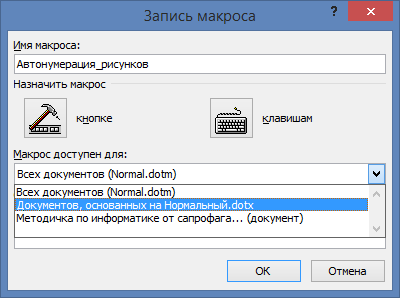 Запись макроса
?
Имя макроса:
Автонумерация_рисунков
Назначить макрос
кнопке
клавишам
Макрос доступен для:
Всех документов (Normal.dotm)
Всех документов (Normal.dotm)
Документов, основанных на Нормальный.dotx
Методичка по информатике от сапрофага... (документ)
ОК
Отмена